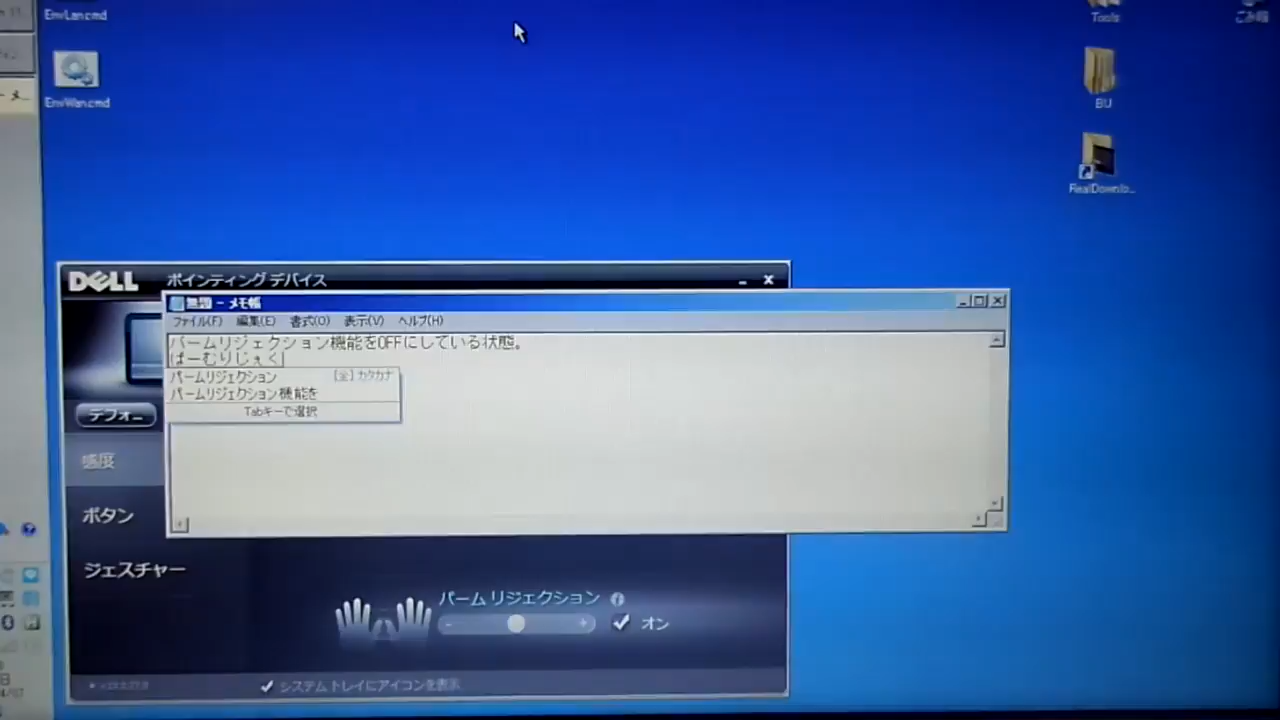 EnvLan.cmd
EnvWan.cmd
Tools
ごみ箱
BU
RealDownlo...
DELL
ポインティング デバイス
無題 - メモ帳
ファイル(F) 編集(E) 書式(O) 表示(V) ヘルプ(H)
パームリジェクション機能をOFFにしている状態。
ぱーむりじぇく
パームリジェクション [全] カタカナ
パームリジェクション機能を
Tabキーで選択
デフォ...
感度
ボタン
ジェスチャー
パーム リジェクション
オン
システム トレイにアイコンを表示